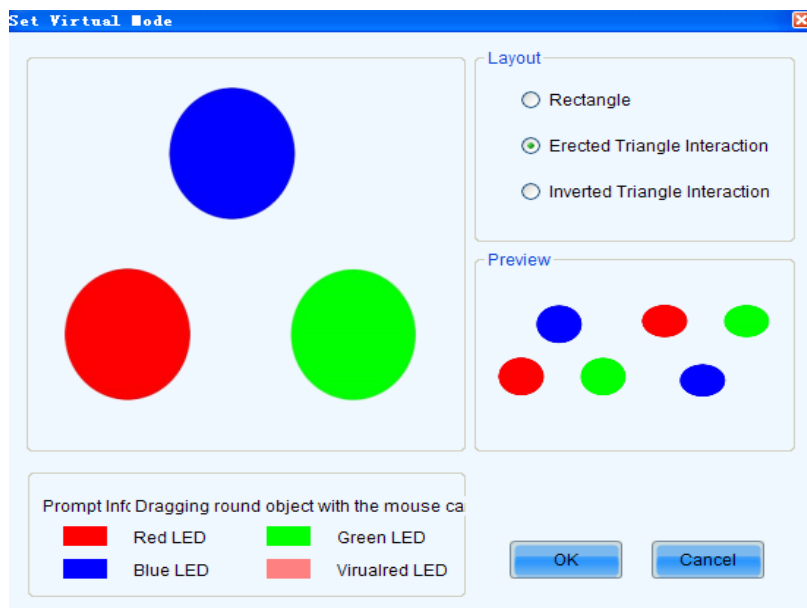 Set Virtual Mode
Layout
Rectangle
Erected Triangle Interaction
Inverted Triangle Interaction
Preview
Prompt Infc Dragging round object with the mouse ca
Red LED
Green LED
Blue LED
Virualred LED
OK
Cancel